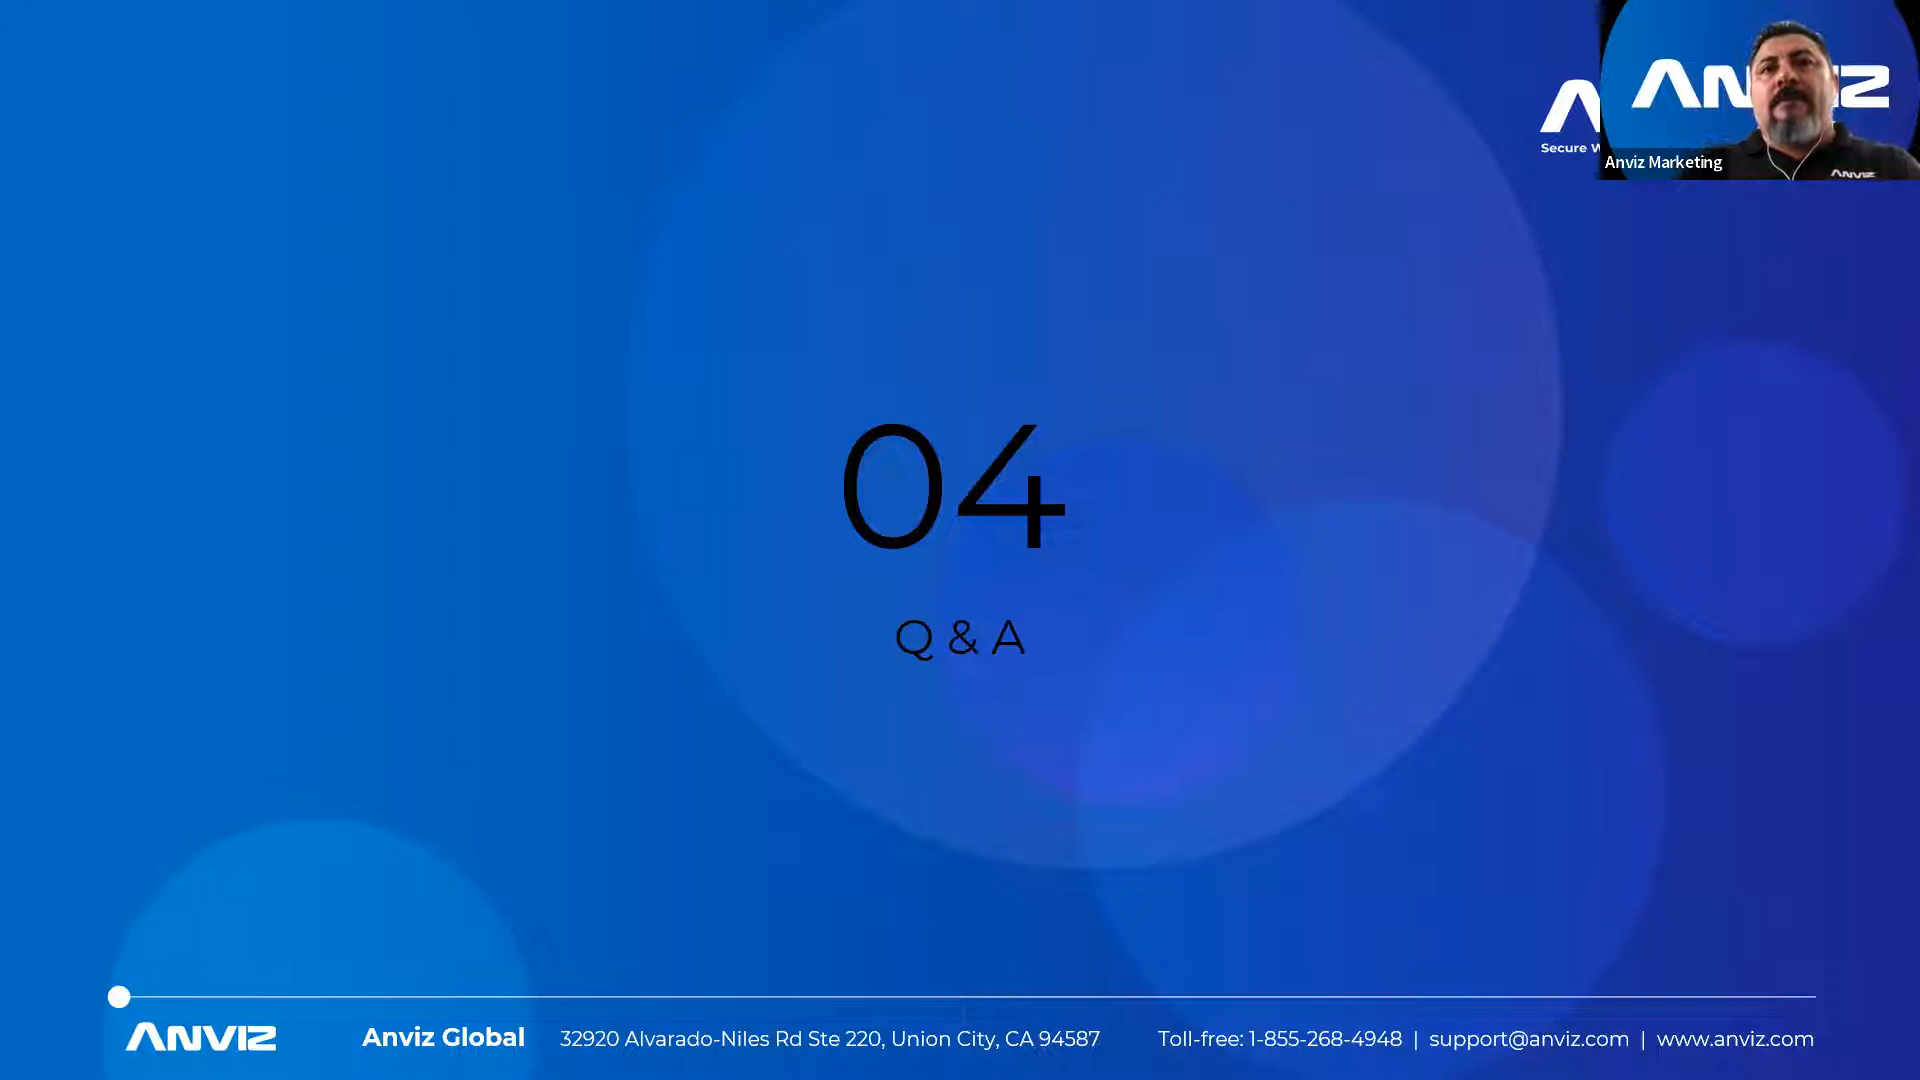 ANVIZ
Secure W
Anviz Marketing
ANVIZ
04
Q & A
ANVIZ
Anviz Global
32920 Alvarado-Niles Rd Ste 220, Union City, CA 94587
Toll-free: 1-855-268-4948 | support@anviz.com | www.anviz.com